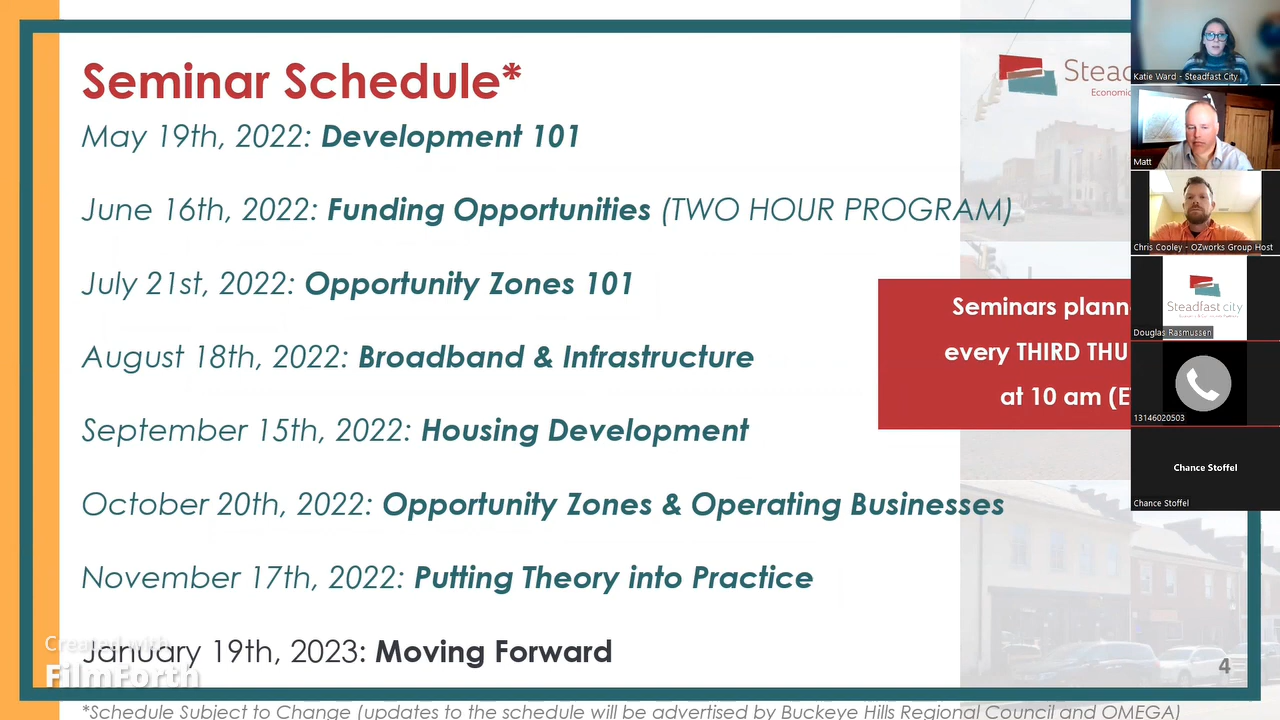 Seminar Schedule*
May 19th, 2022: Development 101
June 16th, 2022: Funding Opportunities (TWO HOUR PROGRAM)
July 21st, 2022: Opportunity Zones 101
August 18th, 2022: Broadband & Infrastructure
September 15th, 2022: Housing Development
October 20th, 2022: Opportunity Zones & Operating Businesses
November 17th, 2022: Putting Theory into Practice
January 19th, 2023: Moving Forward
*Schedule Subject to Change (updates to the schedule will be advertised by Buckeye Hills Regional Council and OMEGA)
Stead
Economic
Seminars plann
every THIRD THU
at 10 am (E
4
Created with
FilmForth
Katie Ward - Steadfast City
Matt
Chris Cooley - OZworks Group Host
Steadfast city
Douglas Rasmussen
13146020503
Chance Stoffel
Chance Stoffel